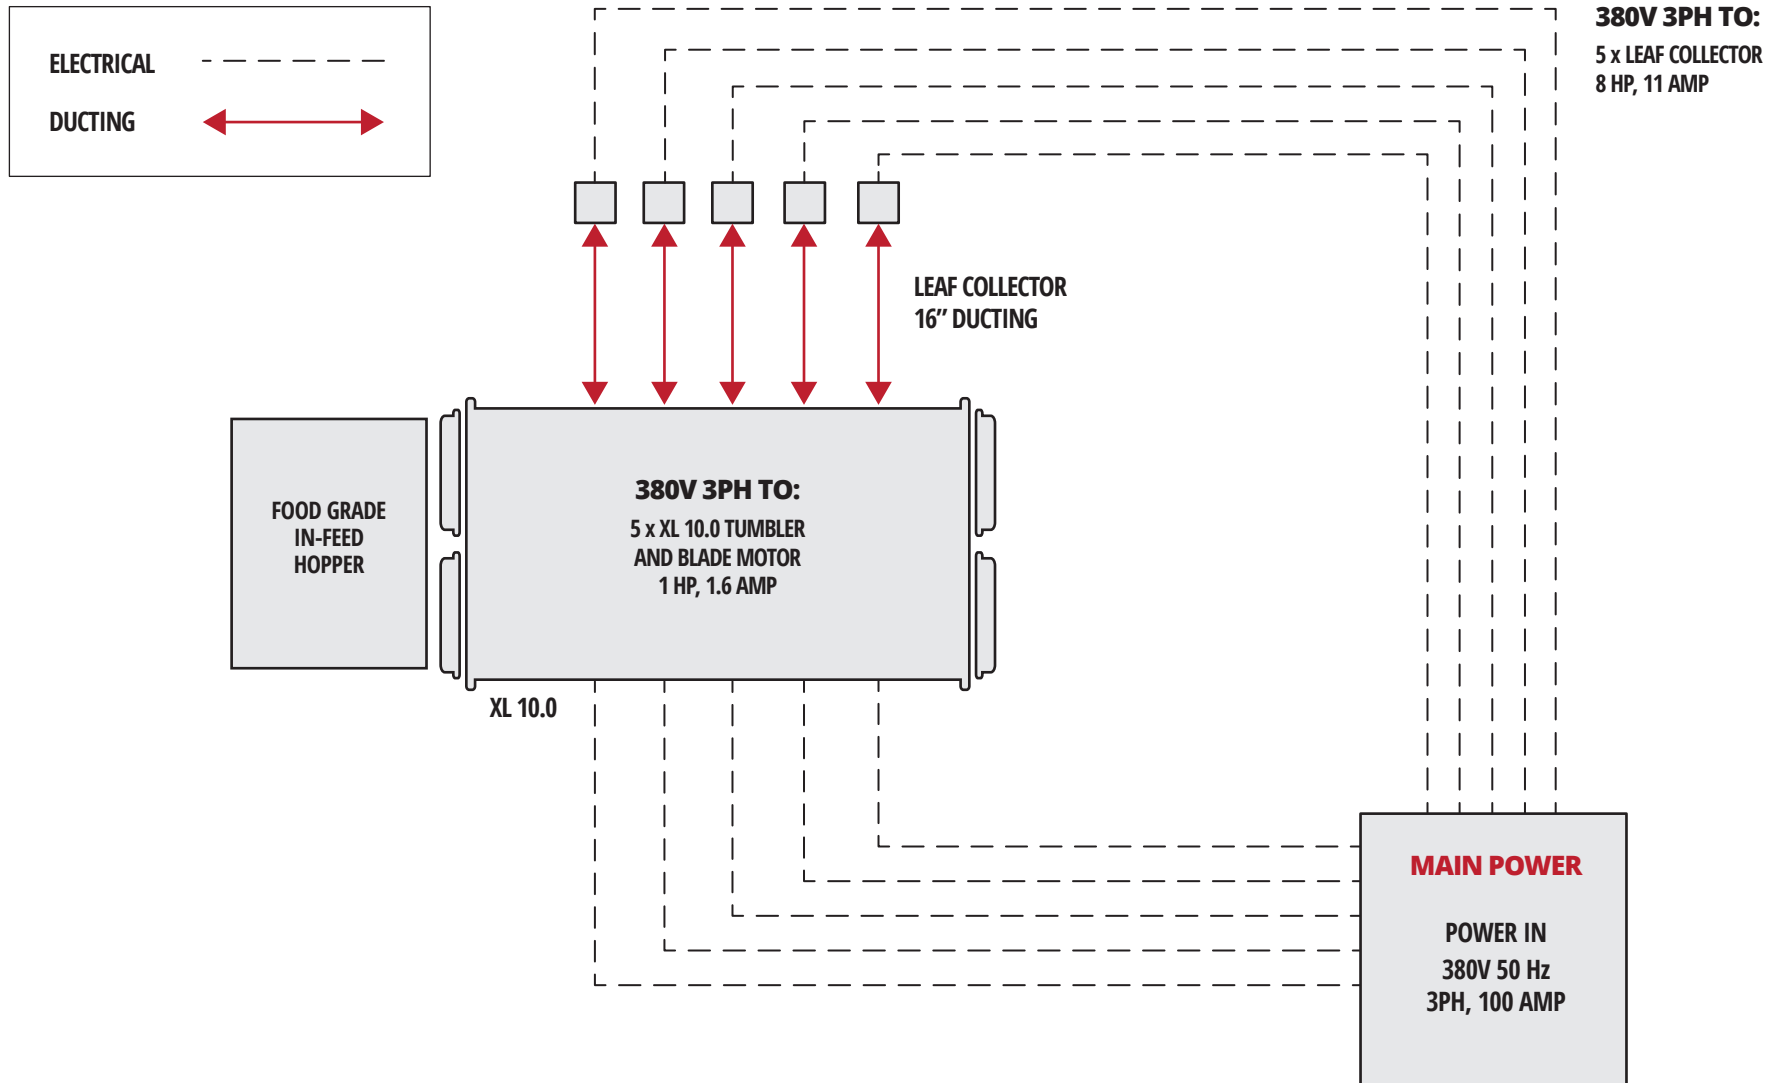 ELECTRICAL
DUCTING
380V 3PH TO:
5 x LEAF COLLECTOR
8 HP, 11 AMP
LEAF COLLECTOR
16” DUCTING
FOOD GRADE
IN-FEED
HOPPER
380V 3PH TO:
5 x XL 10.0 TUMBLER
AND BLADE MOTOR
1 HP, 1.6 AMP
XL 10.0
MAIN POWER
POWER IN
380V 50 Hz
3PH, 100 AMP